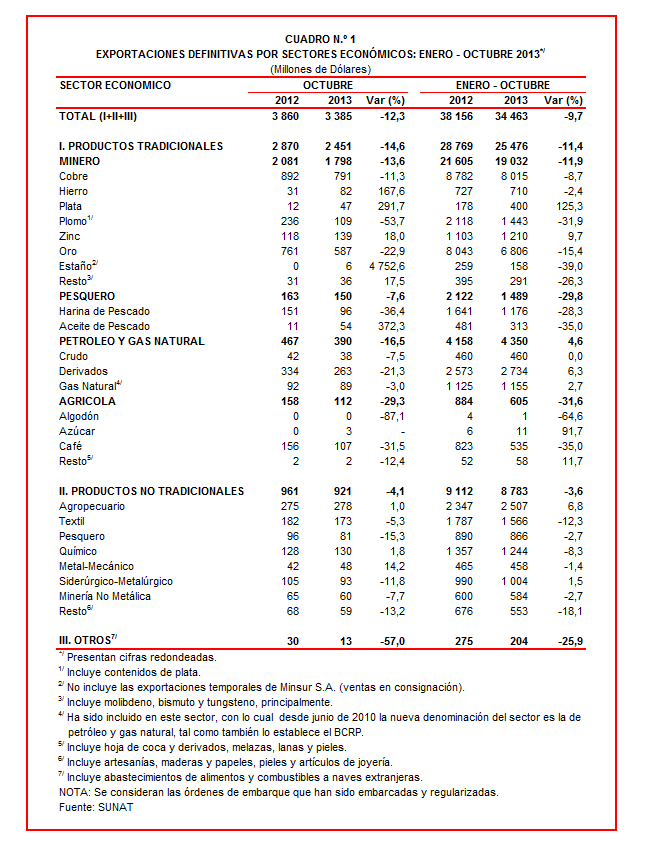 CUADRO N.º 1
EXPORTACIONES DEFINITIVAS POR SECTORES ECONÓMICOS: ENERO - OCTUBRE 2013*/
(Millones de Dólares)
SECTOR ECONOMICO OCTUBRE ENERO - OCTUBRE
2012 2013 Var (%) 2012 2013 Var (%)
TOTAL (I+II+III) 3 860 3 385 -12,3 38 156 34 463 -9,7
I. PRODUCTOS TRADICIONALES 2 870 2 451 -14,6 28 769 25 476 -11,4
MINERO 2 081 1 798 -13,6 21 605 19 032 -11,9
Cobre 892 791 -11,3 8 782 8 015 -8,7
Hierro 31 82 167,6 727 710 -2,4
Plata 12 47 291,7 178 400 125,3
Plomo1/ 236 109 -53,7 2 118 1 443 -31,9
Zinc 118 139 18,0 1 103 1 210 9,7
Oro 761 587 -22,9 8 043 6 806 -15,4
Estaño2/ 0 6 4 752,6 259 158 -39,0
Resto3/ 31 36 17,5 395 291 -26,3
PESQUERO 163 150 -7,6 2 122 1 489 -29,8
Harina de Pescado 151 96 -36,4 1 641 1 176 -28,3
Aceite de Pescado 11 54 372,3 481 313 -35,0
PETROLEO Y GAS NATURAL 467 390 -16,5 4 158 4 350 4,6
Crudo 42 38 -7,5 460 460 0,0
Derivados 334 263 -21,3 2 573 2 734 6,3
Gas Natural4/ 92 89 -3,0 1 125 1 155 2,7
AGRICOLA 158 112 -29,3 884 605 -31,6
Algodón 0 0 -87,1 4 1 -64,6
Azúcar 0 3 - 6 11 91,7
Café 156 107 -31,5 823 535 -35,0
Resto5/ 2 2 -12,4 52 58 11,7
II. PRODUCTOS NO TRADICIONALES 961 921 -4,1 9 112 8 783 -3,6
Agropecuario 275 278 1,0 2 347 2 507 6,8
Textil 182 173 -5,3 1 787 1 566 -12,3
Pesquero 96 81 -15,3 890 866 -2,7
Químico 128 130 1,8 1 357 1 244 -8,3
Metal-Mecánico 42 48 14,2 465 458 -1,4
Siderúrgico-Metalúrgico 105 93 -11,8 990 1 004 1,5
Minería No Metálica 65 60 -7,7 600 584 -2,7
Resto6/ 68 59 -13,2 676 553 -18,1
III. OTROS7/ 30 13 -57,0 275 204 -25,9
*/ Presentan cifras redondeadas.
1/ Incluye contenidos de plata.
2/ No incluye las exportaciones temporales de Minsur S.A. (ventas en consignación).
3/ Incluye molibdeno, bismuto y tungsteno, principalmente.
4/ Ha sido incluido en este sector, con lo cual desde junio de 2010 la nueva denominación del sector es la de
petróleo y gas natural, tal como también lo establece el BCRP.
5/ Incluye hoja de coca y derivados, melazas, lanas y pieles.
6/ Incluye artesanías, maderas y papeles, pieles y artículos de joyería.
7/ Incluye abastecimientos de alimentos y combustibles a naves extranjeras.
NOTA: Se consideran las órdenes de embarque que han sido embarcadas y regularizadas.
Fuente: SUNAT